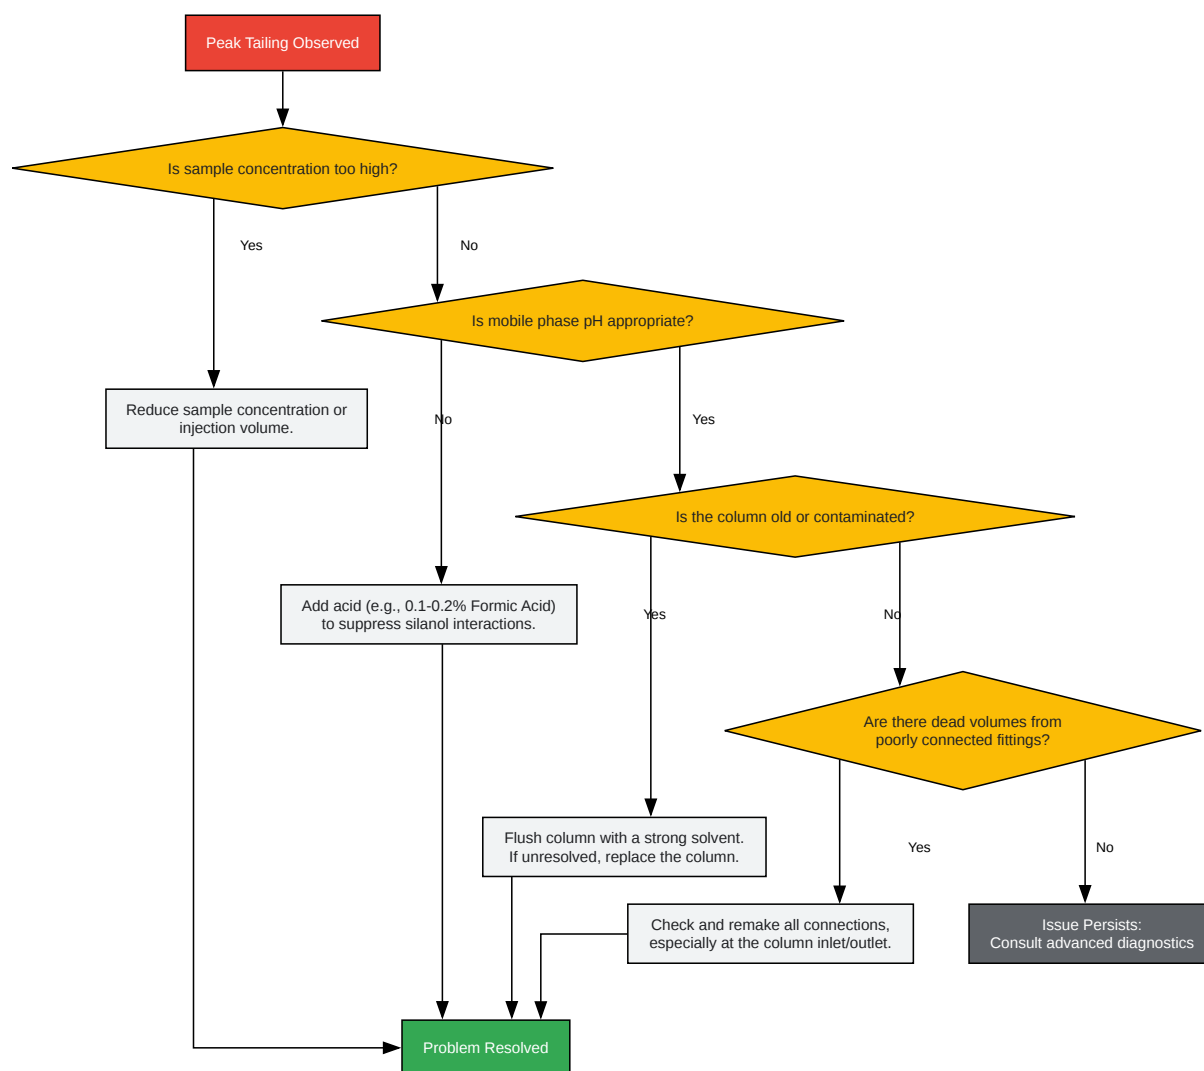 Peak Tailing Observed
Is sample concentration too high?
Yes
No
Is mobile phase pH appropriate?
Reduce sample concentration or
injection volume.
No
Yes
Is the column old or contaminated?
Add acid (e.g., 0.1-0.2% Formic Acid)
to suppress silanol interactions.
Yes
No
Are there dead volumes from
poorly connected fittings?
Flush column with a strong solvent.
If unresolved, replace the column.
Yes
No
Check and remake all connections,
especially at the column inlet/outlet.
Issue Persists:
Consult advanced diagnostics
Problem Resolved